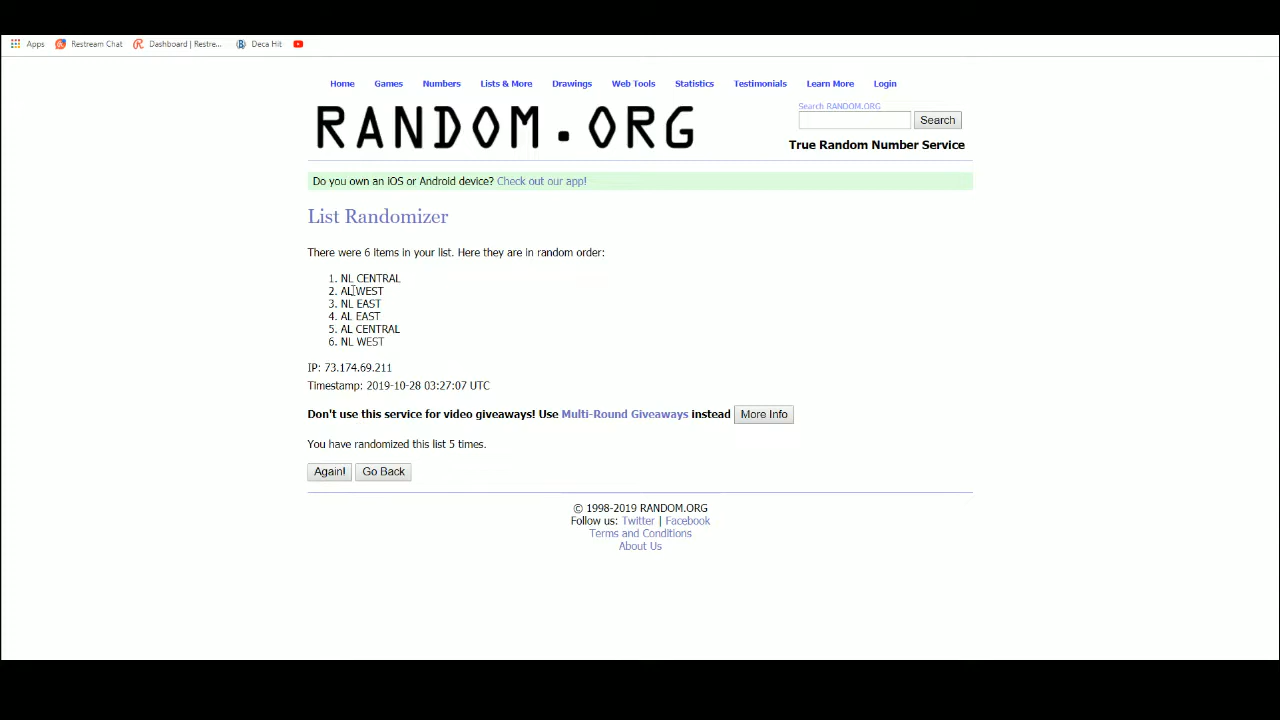 Apps Restream Chat Dashboard | Restre... Deca Hit
Home Games Numbers Lists & More Drawings Web Tools Statistics Testimonials Learn More Login
RANDOM.ORG
Search RANDOM.ORG
Search
True Random Number Service
Do you own an iOS or Android device? Check out our app!
List Randomizer
There were 6 items in your list. Here they are in random order:
1. NL CENTRAL
2. AL WEST
3. NL EAST
4. AL EAST
5. AL CENTRAL
6. NL WEST
IP: 73.174.69.211
Timestamp: 2019-10-28 03:27:07 UTC
Don't use this service for video giveaways! Use Multi-Round Giveaways instead More Info
You have randomized this list 5 times.
Again! Go Back
© 1998-2019 RANDOM.ORG
Follow us: Twitter | Facebook
Terms and Conditions
About Us